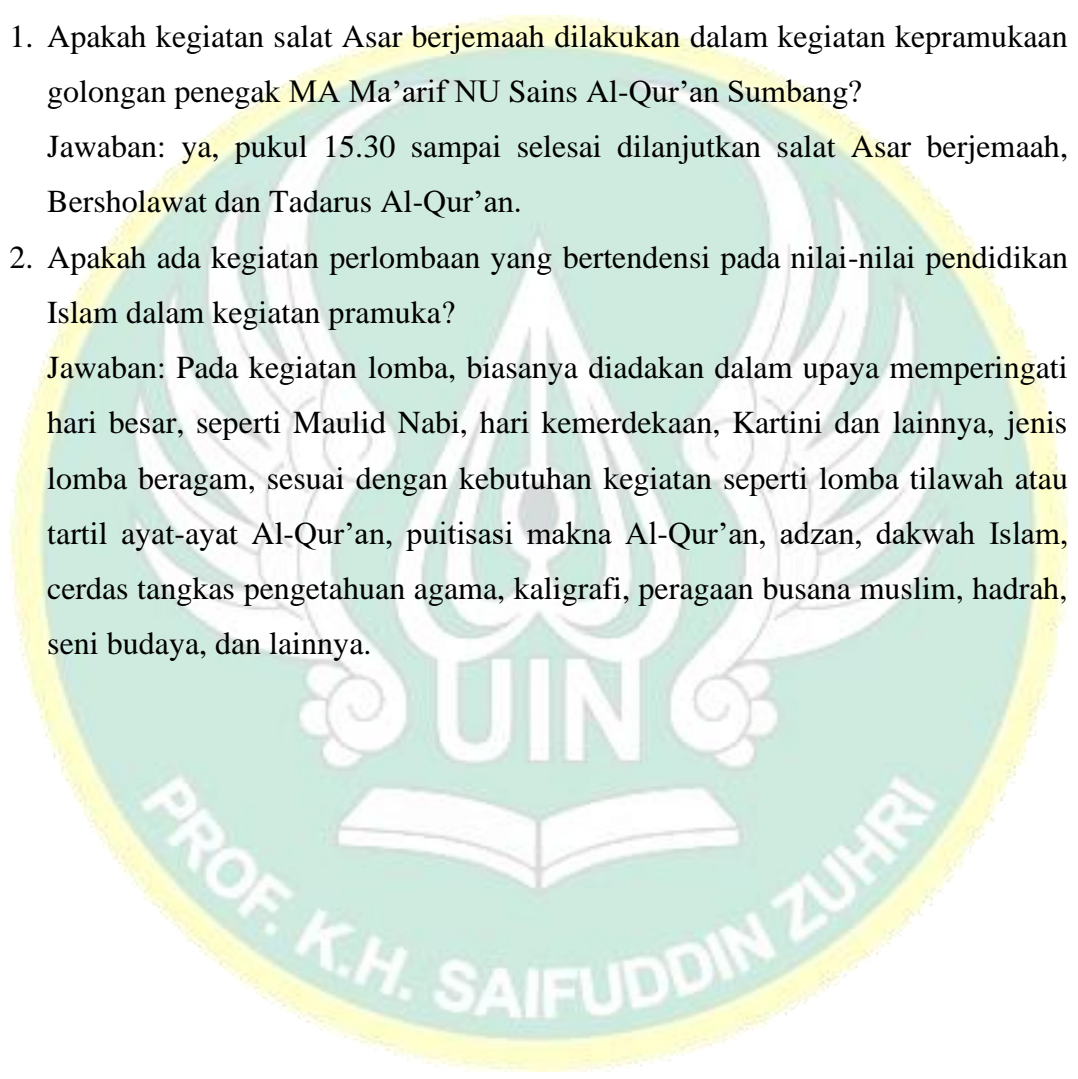 1. Apakah kegiatan salat Asar berjemaah dilakukan dalam kegiatan kepramukaan
golongan penegak MA Ma’arif NU Sains Al-Qur’an Sumbang?
Jawaban: ya, pukul 15.30 sampai selesai dilanjutkan salat Asar berjemaah,
Bersholawat dan Tadarus Al-Qur’an.
2. Apakah ada kegiatan perlombaan yang bertendensi pada nilai-nilai pendidikan
Islam dalam kegiatan pramuka?
Jawaban: Pada kegiatan lomba, biasanya diadakan dalam upaya memperingati
hari besar, seperti Maulid Nabi, hari kemerdekaan, Kartini dan lainnya, jenis
lomba beragam, sesuai dengan kebutuhan kegiatan seperti lomba tilawah atau
tartil ayat-ayat Al-Qur’an, puitisasi makna Al-Qur’an, adzan, dakwah Islam,
cerdas tangkas pengetahuan agama, kaligrafi, peragaan busana muslim, hadrah,
seni budaya, dan lainnya.
UIN
PROF. K.H. SAIFUDDIN ZUHRI